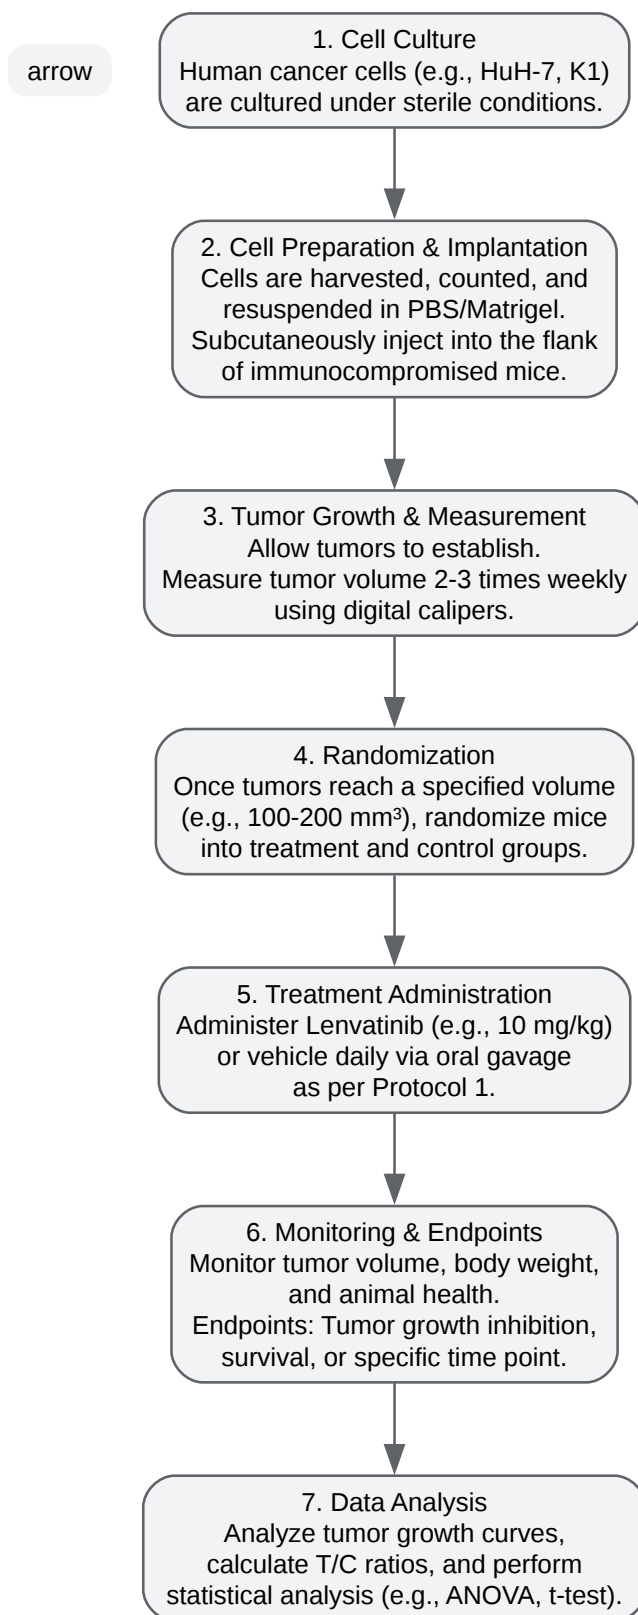 arrow
1. Cell Culture
Human cancer cells (e.g., HuH-7, K1)
are cultured under sterile conditions.
2. Cell Preparation & Implantation
Cells are harvested, counted, and
resuspended in PBS/Matrigel.
Subcutaneously inject into the flank
of immunocompromised mice.
3. Tumor Growth & Measurement
Allow tumors to establish.
Measure tumor volume 2-3 times weekly
using digital calipers.
4. Randomization
Once tumors reach a specified volume
(e.g., 100-200 mm³), randomize mice
into treatment and control groups.
5. Treatment Administration
Administer Lenvatinib (e.g., 10 mg/kg)
or vehicle daily via oral gavage
as per Protocol 1.
6. Monitoring & Endpoints
Monitor tumor volume, body weight,
and animal health.
Endpoints: Tumor growth inhibition,
survival, or specific time point.
7. Data Analysis
Analyze tumor growth curves,
calculate T/C ratios, and perform
statistical analysis (e.g., ANOVA, t-test).